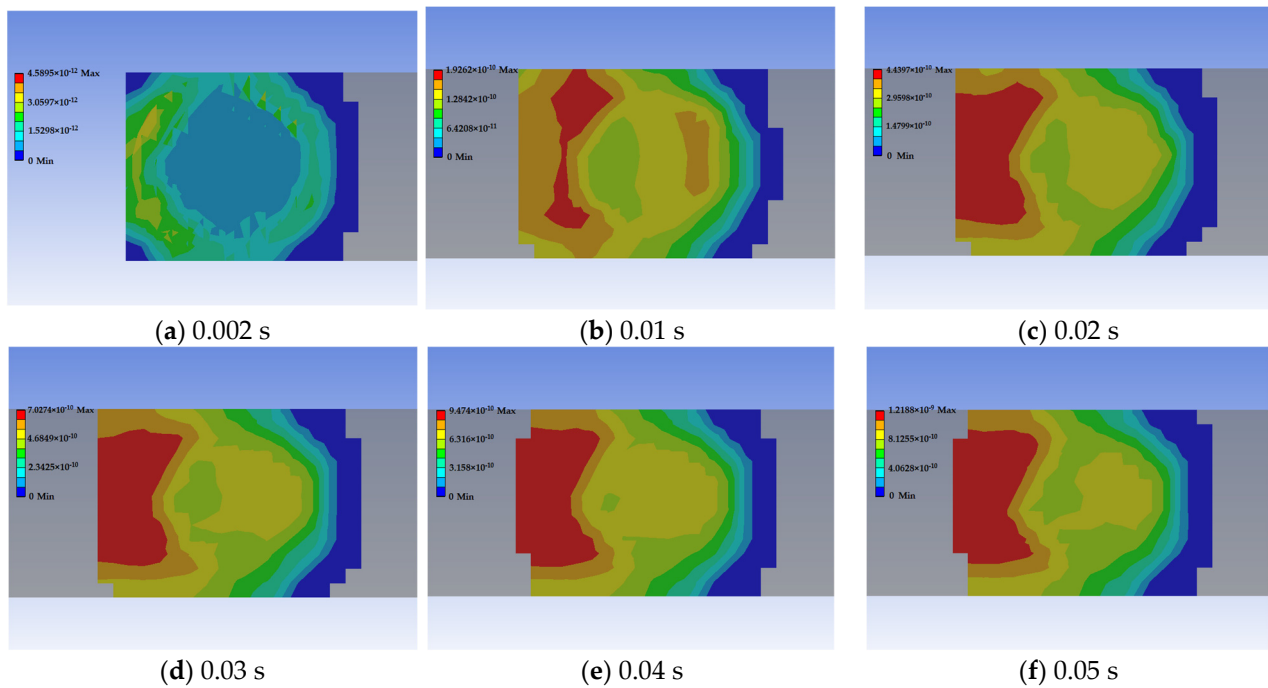 4.5895×10⁻¹² Max
3.0597×10⁻¹²
1.5298×10⁻¹²
0 Min
(a) 0.002 s
1.9262×10⁻¹⁰ Max
1.2842×10⁻¹⁰
6.4208×10⁻¹¹
0 Min
(b) 0.01 s
4.4397×10⁻¹⁰ Max
2.9598×10⁻¹⁰
1.4799×10⁻¹⁰
0 Min
(c) 0.02 s
7.0274×10⁻¹⁰ Max
4.6849×10⁻¹⁰
2.3425×10⁻¹⁰
0 Min
(d) 0.03 s
9.474×10⁻¹⁰ Max
6.316×10⁻¹⁰
3.158×10⁻¹⁰
0 Min
(e) 0.04 s
1.2188×10⁻⁹ Max
8.1255×10⁻¹⁰
4.0628×10⁻¹⁰
0 Min
(f) 0.05 s